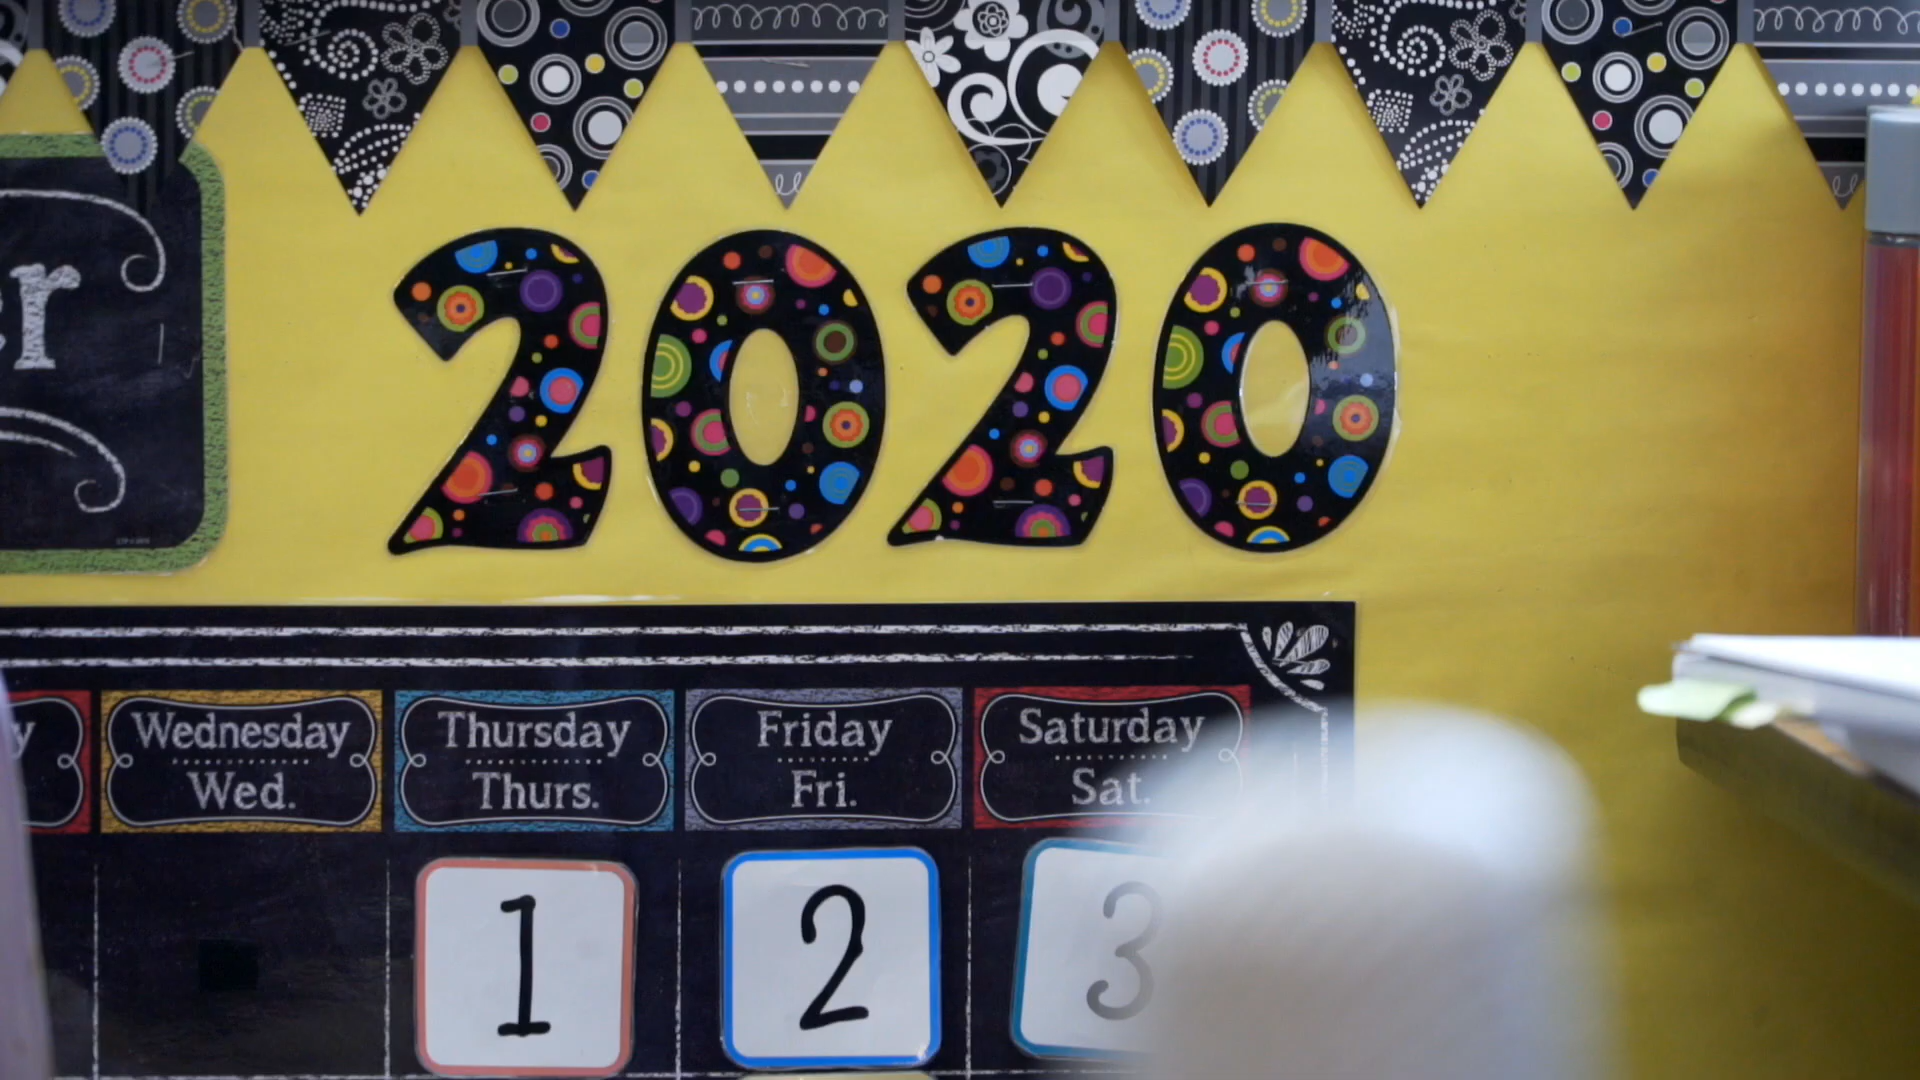 r
2020
y
Wednesday
Wed.
Thursday
Thurs.
Friday
Fri.
Saturday
Sat.
1
2
3